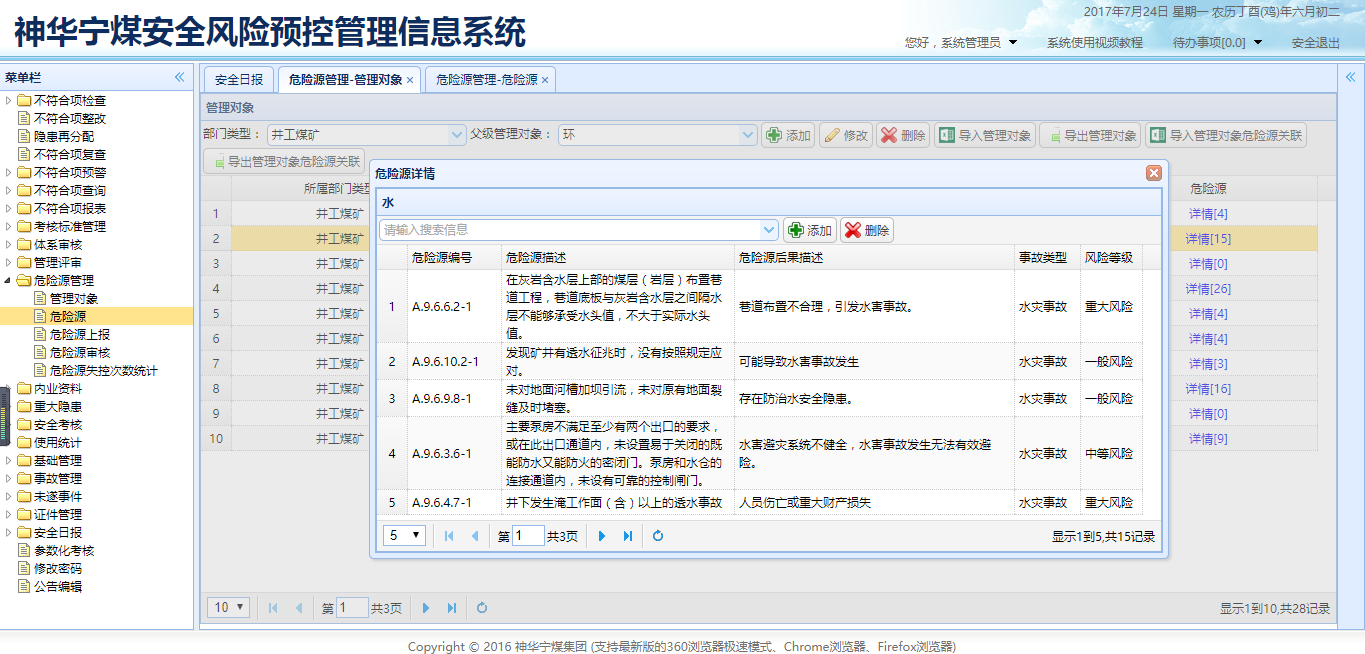 2017年7月24日 星期一 农历丁酉(鸡)年六月初二
神华宁煤安全风险预控管理信息系统
您好，系统管理员 系统使用视频教程 待办事项[0.0] 安全退出
菜单栏
不符合项检查
不符合项整改
隐患再分配
不符合项复查
不符合项预警
不符合项查询
不符合项报表
考核标准管理
体系审核
管理评审
危险源管理
管理对象
危险源
危险源上报
危险源审核
危险源失控次数统计
内业资料
重大隐患
安全考核
使用统计
基础管理
事故管理
未遂事件
证件管理
安全日报
参数化考核
修改密码
公告编辑
安全日报 危险源管理-管理对象 × 危险源管理-危险源 ×
管理对象
部门类型： 井工煤矿 父级管理对象： 环 添加 修改 删除 导入管理对象 导出管理对象 导入管理对象危险源关联
导出管理对象危险源关联
所属部门类型 危险源
1 井工煤矿 详情[4]
2 井工煤矿 详情[15]
3 井工煤矿 详情[0]
4 井工煤矿 详情[26]
5 井工煤矿 详情[4]
6 井工煤矿 详情[4]
7 井工煤矿 详情[3]
8 井工煤矿 详情[16]
9 井工煤矿 详情[0]
10 井工煤矿 详情[9]
危险源详情
水
请输入搜索信息 添加 删除
危险源编号 危险源描述 危险源后果描述 事故类型 风险等级
1 A.9.6.6.2-1 在灰岩含水层上部的煤层（岩层）布置巷
道工程，巷道底板与灰岩含水层之间隔水
层不能够承受水头值，不大于实际水头
值。
巷道布置不合理，引发水害事故。 水灾事故 重大风险
2 A.9.6.10.2-1 发现矿井有透水征兆时，没有按照规定应
对。
可能导致水害事故发生 水灾事故 一般风险
3 A.9.6.9.8-1 未对地面河槽加坝引流，未对原有地面裂
缝及时堵塞。
存在防治水安全隐患。 水灾事故 一般风险
4 A.9.6.3.6-1 主要泵房不满足至少有两个出口的要求，
或在此出口通道内，未设置易于关闭的既
能防水又能防火的密闭门。泵房和水仓的
连接通道内，未设有可靠的控制闸门。
水害避灾系统不健全，水害事故发生无法有效避
险。
水灾事故 中等风险
5 A.9.6.4.7-1 井下发生淹工作面（含）以上的透水事故 人员伤亡或重大财产损失 水灾事故 重大风险
5 第 1 共3页 显示1到5,共15记录
10 第 1 共3页 显示1到10,共28记录
Copyright © 2016 神华宁煤集团 (支持最新版的360浏览器极速模式、Chrome浏览器、Firefox浏览器)